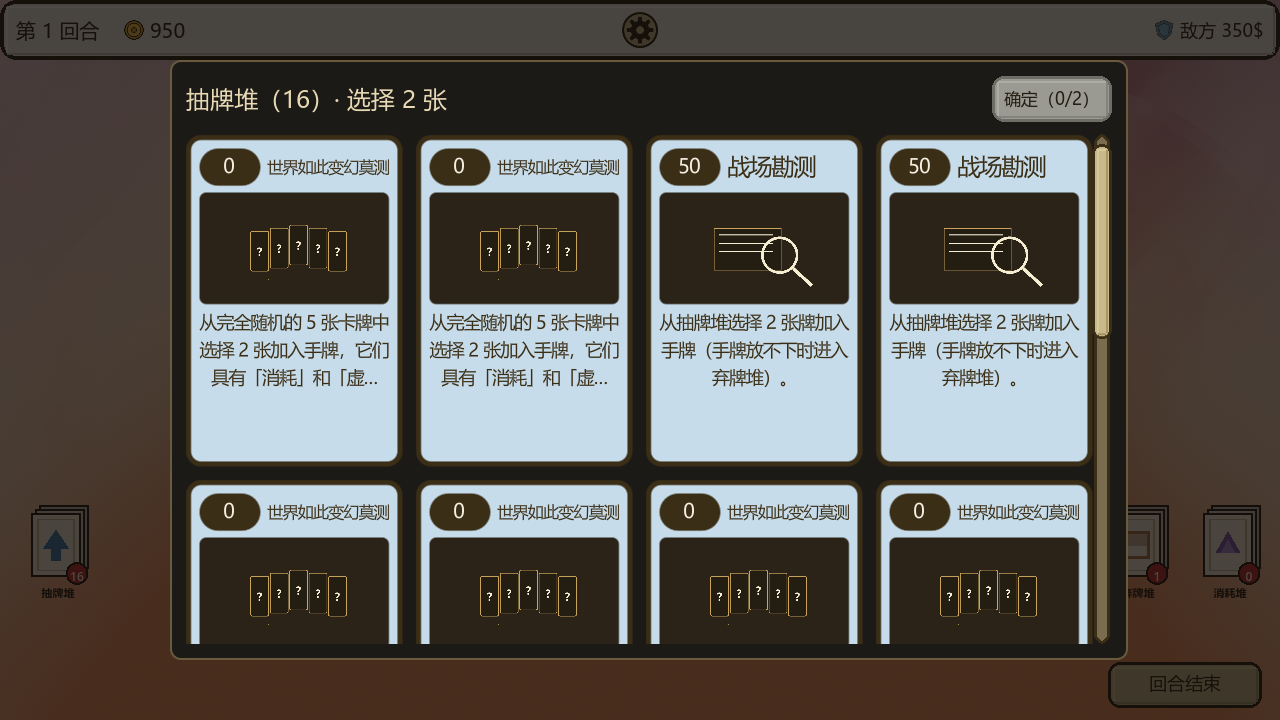 第 1 回合
950
敌方 350$
抽牌堆（16）· 选择 2 张
确定（0/2）
0
世界如此变幻莫测
? ? ? ? ?
从完全随机的 5 张卡牌中
选择 2 张加入手牌，它们
具有「消耗」和「虚...
0
世界如此变幻莫测
? ? ? ? ?
从完全随机的 5 张卡牌中
选择 2 张加入手牌，它们
具有「消耗」和「虚...
50
战场勘测
从抽牌堆选择 2 张牌加入
手牌（手牌放不下时进入
弃牌堆）。
50
战场勘测
从抽牌堆选择 2 张牌加入
手牌（手牌放不下时进入
弃牌堆）。
0
世界如此变幻莫测
? ? ? ? ?
0
世界如此变幻莫测
? ? ? ? ?
0
世界如此变幻莫测
? ? ? ? ?
0
世界如此变幻莫测
? ? ? ? ?
16
抽牌堆
1
牌堆
0
消耗堆
回合结束